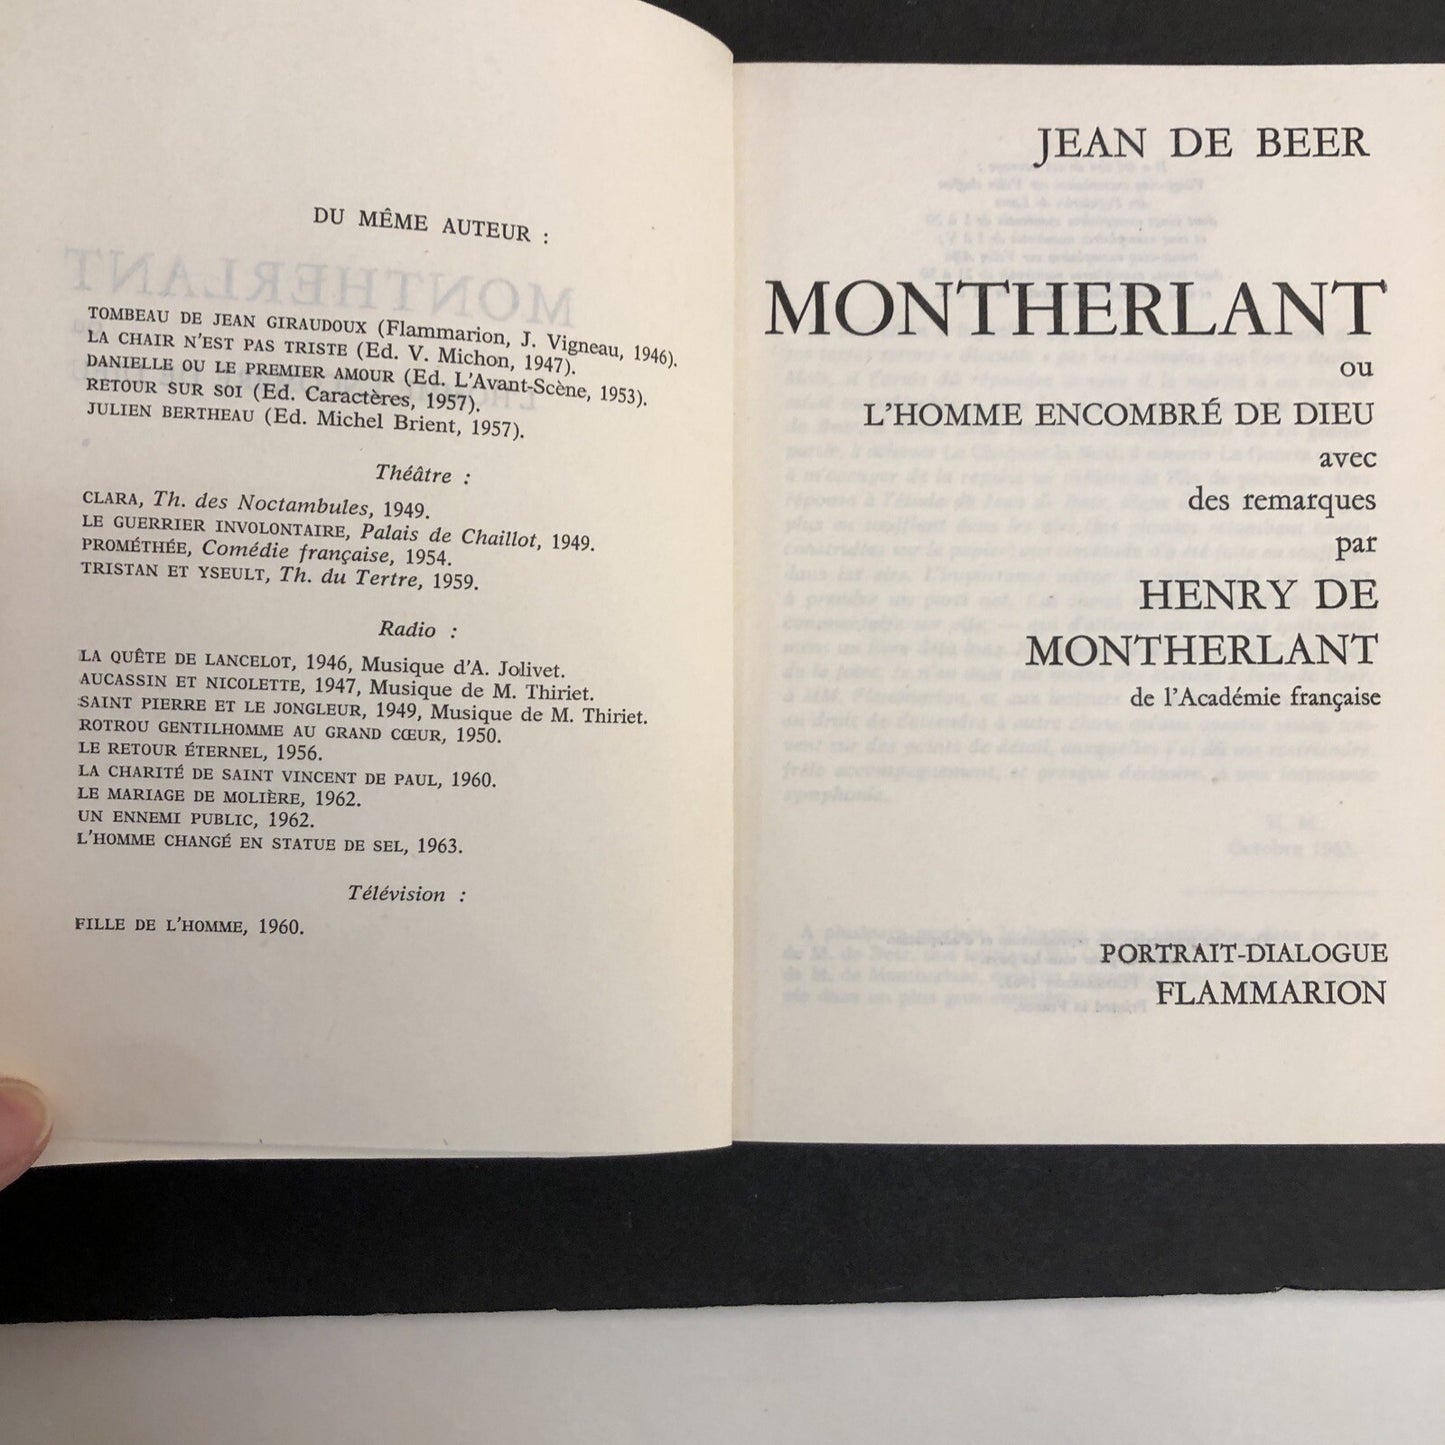 DU MÊME AUTEUR :
TOMBEAU DE JEAN GIRAUDOUX (Flammarion, J. Vigneau, 1946).
LA CHAIR N'EST PAS TRISTE (Ed. V. Michon, 1947).
DANIELLE OU LE PREMIER AMOUR (Ed. L'Avant-Scène, 1953).
RETOUR SUR SOI (Ed. Caractères, 1957).
JULIEN BERTHEAU (Ed. Michel Brient, 1957).
Théâtre :
CLARA, Th. des Noctambules, 1949.
LE GUERRIER INVOLONTAIRE, Palais de Chaillot, 1949.
PROMÉTHÉE, Comédie française, 1954.
TRISTAN ET YSEULT, Th. du Tertre, 1959.
Radio :
LA QUÊTE DE LANCELOT, 1946, Musique d'A. Jolivet.
AUCASSIN ET NICOLETTE, 1947, Musique de M. Thiriet.
SAINT PIERRE ET LE JONGLEUR, 1949, Musique de M. Thiriet.
ROTROU GENTILHOMME AU GRAND CŒUR, 1950.
LE RETOUR ÉTERNEL, 1956.
LA CHARITÉ DE SAINT VINCENT DE PAUL, 1960.
LE MARIAGE DE MOLIÈRE, 1962.
UN ENNEMI PUBLIC, 1962.
L'HOMME CHANGÉ EN STATUE DE SEL, 1963.
Télévision :
FILLE DE L'HOMME, 1960.
JEAN DE BEER
MONTHERLANT
ou
L'HOMME ENCOMBRÉ DE DIEU
avec
des remarques
par
HENRY DE
MONTHERLANT
de l'Académie française
PORTRAIT-DIALOGUE
FLAMMARION